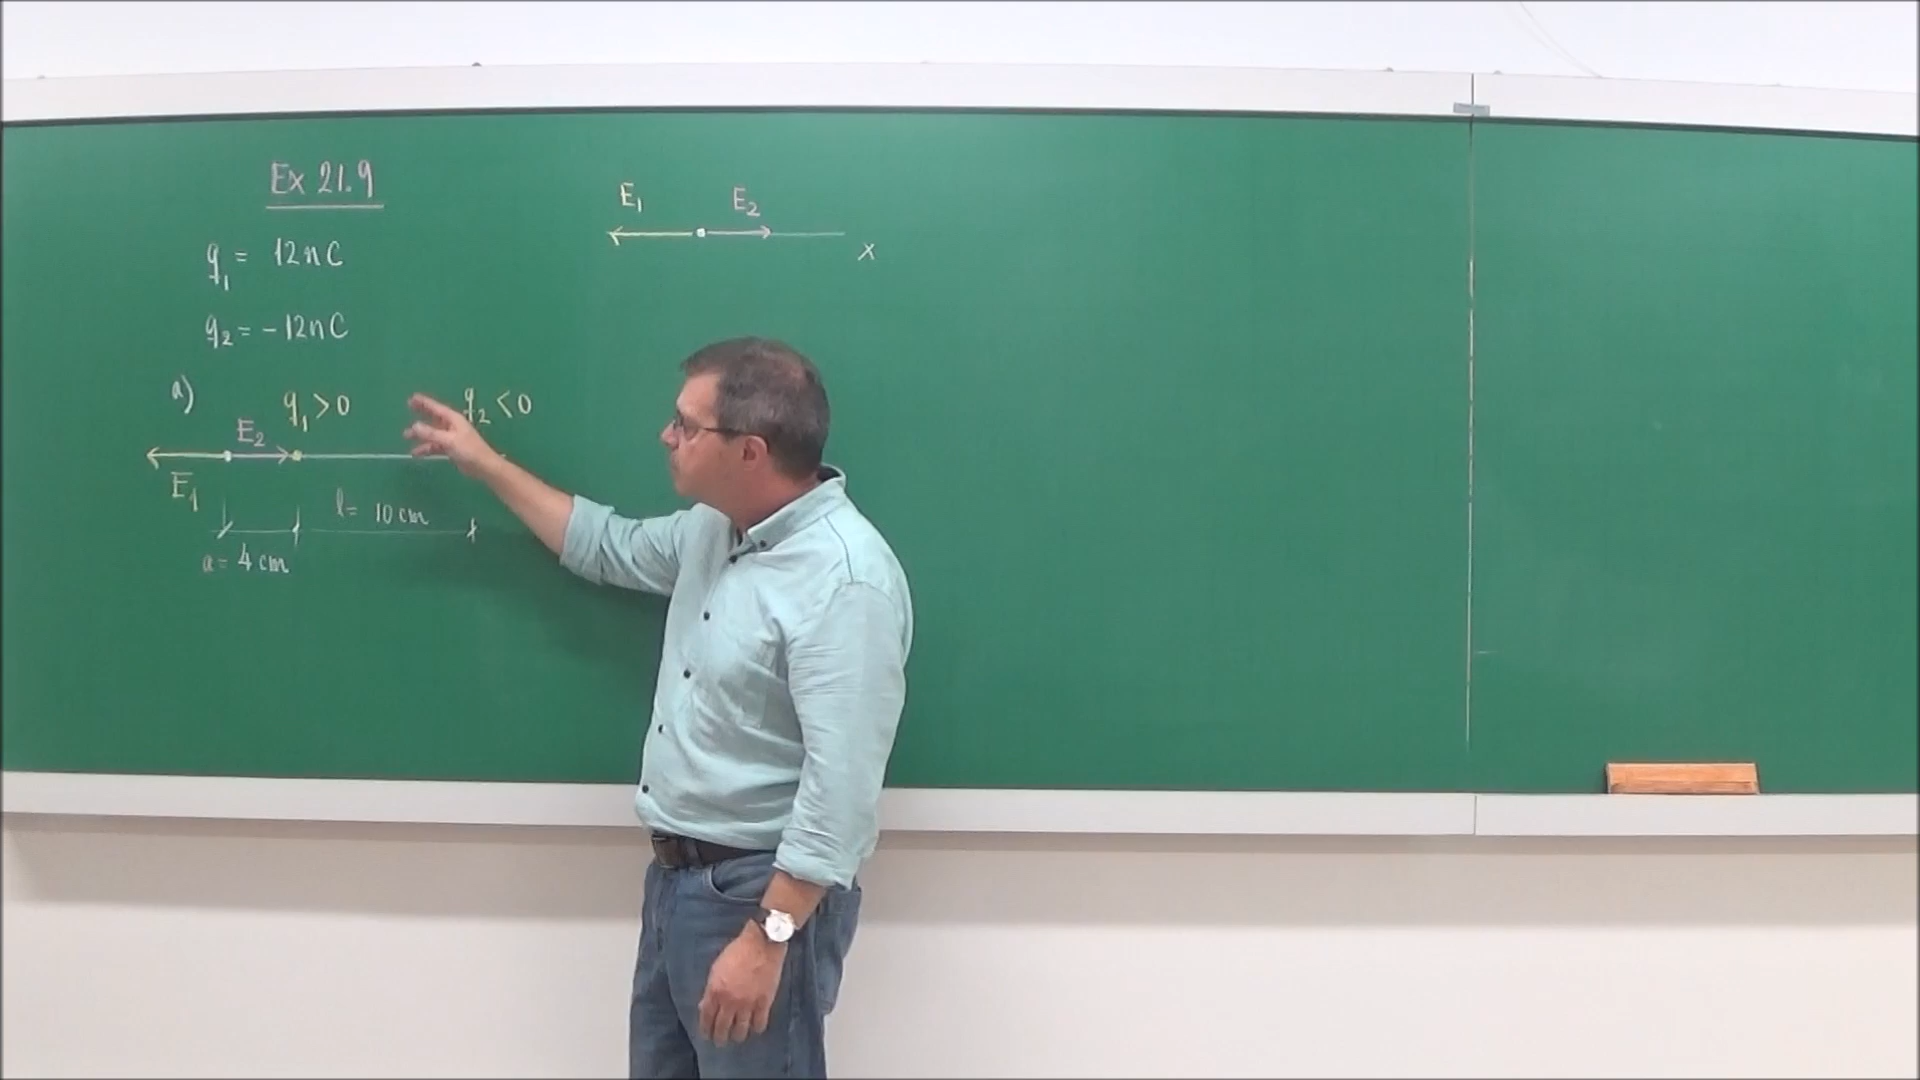 Ex 21.9
q1 = 12nC
q2 = -12nC
a)
q1 > 0
q2 < 0
E2
E1
l = 10 cm
a = 4 cm
E1 E2
x